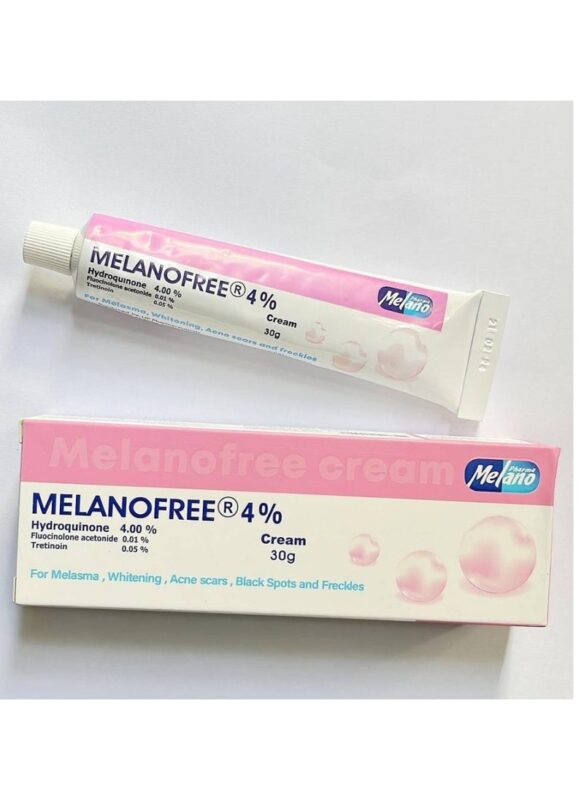 MELANOFREE® 4%
Hydroquinone 4.00 %
Fluocinolone acetonide 0.01 %
Tretinoin 0.05 %
Cream
30g
For Melasma, Whitening, Acne scars and freckles
Melano
Pharma
Melanofree cream
Melano
Pharma
MELANOFREE® 4%
Hydroquinone 4.00 %
Fluocinolone acetonide 0.01 %
Tretinoin 0.05 %
Cream
30g
For Melasma , Whitening , Acne scars , Black Spots and Freckles